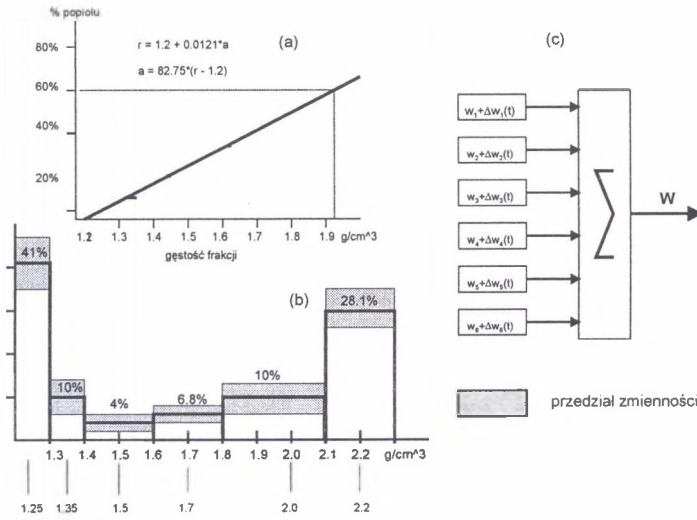 % popiołu
(a)
r = 1.2 + 0.0121*a
a = 82.75*(r - 1.2)
80%
60%
40%
20%
1.2 1.3 1.4 1.5 1.6 1.7 1.8 1.9 g/cm^3
gęstość frakcji
(b)
41%
10%
4%
6.8%
10%
28.1%
1.3 1.4 1.5 1.6 1.7 1.8 1.9 2.0 2.1 2.2 g/cm^3
1.25 1.35 1.5 1.7 2.0 2.2
(c)
w₁+Δw₁(t)
w₂+Δw₂(t)
w₃+Δw₃(t)
w₄+Δw₄(t)
w₅+Δw₅(t)
w₆+Δw₆(t)
∑
W
przedział zmienności